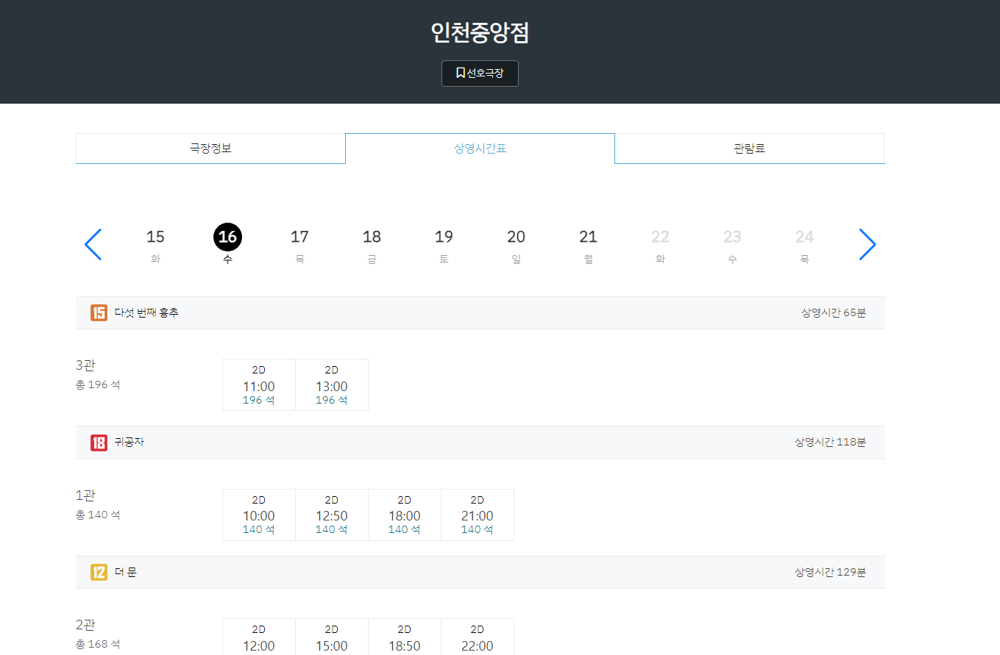 인천중앙점
선호극장
극장정보 상영시간표 관람료
15 16 17 18 19 20 21 22 23 24
화 수 목 금 토 일 월 화 수 목
15 다섯 번째 흉추 상영시간 65분
3관
총 196 석
2D 2D
11:00 13:00
196 석 196 석
18 귀공자 상영시간 118분
1관
총 140 석
2D 2D 2D 2D
10:00 12:50 18:00 21:00
140 석 140 석 140 석 140 석
12 더 문 상영시간 129분
2관
총 168 석
2D 2D 2D 2D
12:00 15:00 18:50 22:00